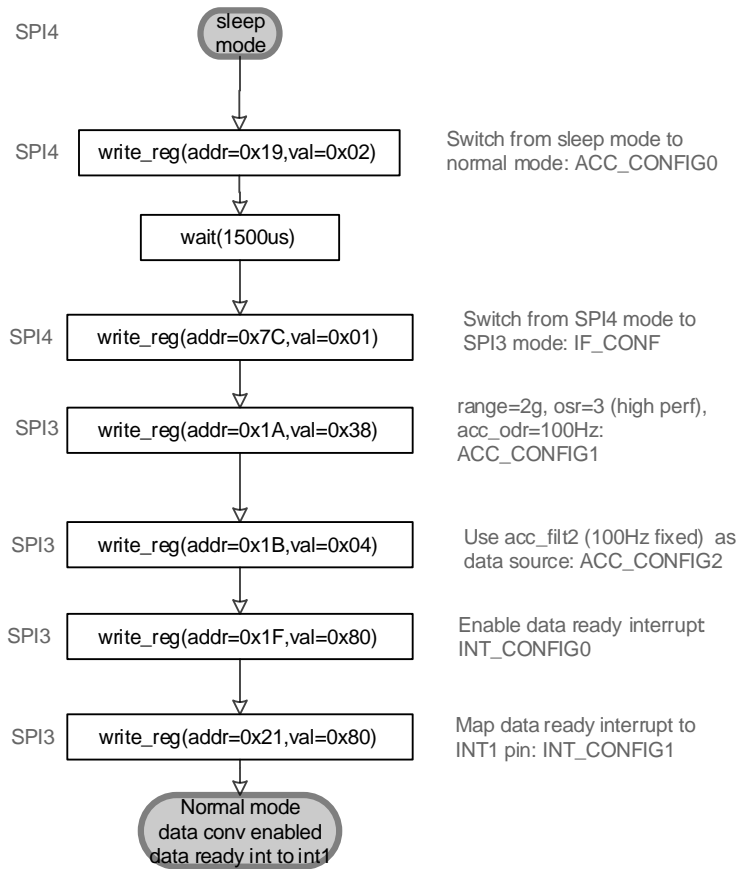 SPI4
sleep
mode
SPI4
write_reg(addr=0x19,val=0x02)
Switch from sleep mode to
normal mode: ACC_CONFIG0
wait(1500us)
SPI4
write_reg(addr=0x7C,val=0x01)
Switch from SPI4 mode to
SPI3 mode: IF_CONF
SPI3
write_reg(addr=0x1A,val=0x38)
range=2g, osr=3 (high perf),
acc_odr=100Hz:
ACC_CONFIG1
SPI3
write_reg(addr=0x1B,val=0x04)
Use acc_filt2 (100Hz fixed) as
data source: ACC_CONFIG2
SPI3
write_reg(addr=0x1F,val=0x80)
Enable data ready interrupt:
INT_CONFIG0
SPI3
write_reg(addr=0x21,val=0x80)
Map data ready interrupt to
INT1 pin: INT_CONFIG1
Normal mode
data conv enabled
data ready int to int1